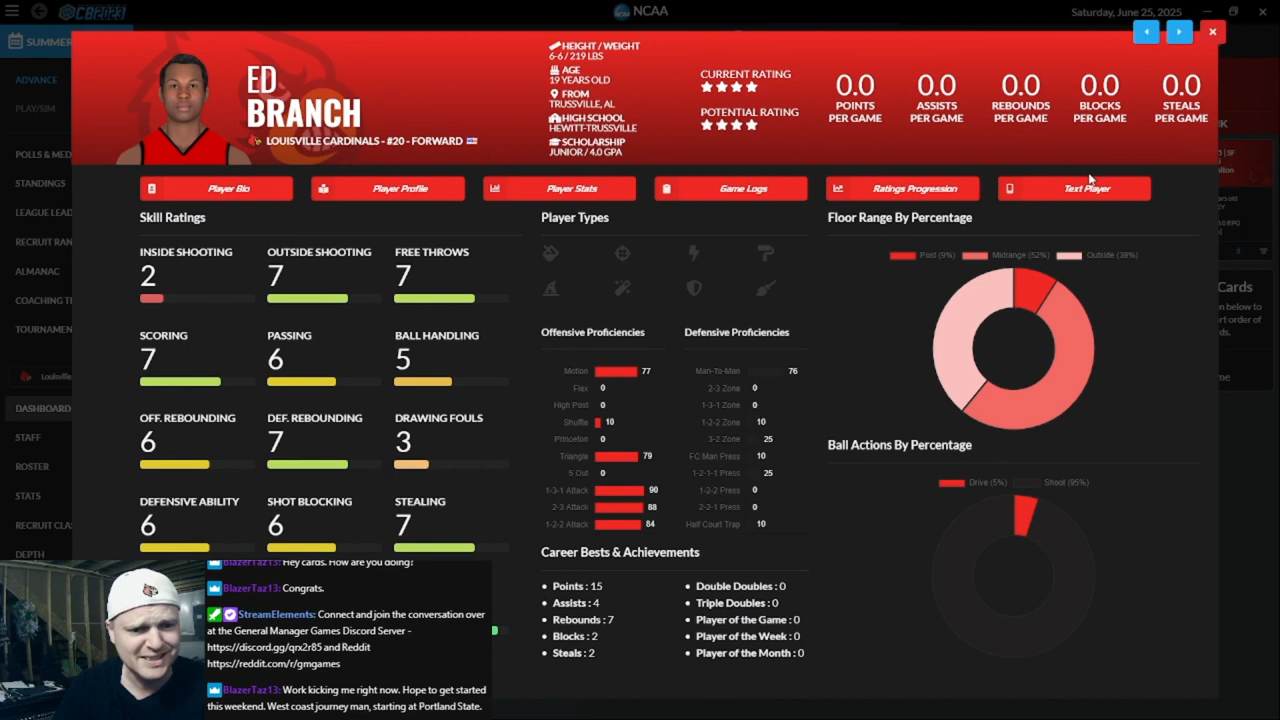 CB2023
NCAA
Saturday, June 25, 2025
SUMMER
ADVANCE
PLAY/SIM
POLLS & MED
STANDINGS
LEAGUE LEAD
RECRUIT RAN
ALMANAC
COACHING T
TOURNAMEN
Louisville
DASHBOARD
STAFF
ROSTER
STATS
RECRUIT CLA
DEPTH
ED
BRANCH
LOUISVILLE CARDINALS - #20 - FORWARD
HEIGHT / WEIGHT
6-6 / 219 LBS
AGE
19 YEARS OLD
FROM
TRUSSVILLE, AL
HIGH SCHOOL
HEWITT-TRUSSVILLE
SCHOLARSHIP
JUNIOR / 4.0 GPA
CURRENT RATING
POTENTIAL RATING
0.0
POINTS
PER GAME
0.0
ASSISTS
PER GAME
0.0
REBOUNDS
PER GAME
0.0
BLOCKS
PER GAME
0.0
STEALS
PER GAME
Player Bio
Player Profile
Player Stats
Game Logs
Ratings Progression
Text Player
Skill Ratings
INSIDE SHOOTING
2
OUTSIDE SHOOTING
7
FREE THROWS
7
SCORING
7
PASSING
6
BALL HANDLING
5
OFF. REBOUNDING
6
DEF. REBOUNDING
7
DRAWING FOULS
3
DEFENSIVE ABILITY
6
SHOT BLOCKING
6
STEALING
7
Player Types
Offensive Proficiencies
Motion 77
Flex 0
High Post 0
Shuffle 10
Princeton 0
Triangle 79
5 Out 0
1-3-1 Attack 90
2-3 Attack 88
1-2-2 Attack 84
Defensive Proficiencies
Man-To-Man 76
2-3 Zone 0
1-3-1 Zone 0
1-2-2 Zone 10
3-2 Zone 25
FC Man Press 10
1-2-1-1 Press 25
1-2-2 Press 0
2-2-1 Press 0
Half Court Trap 10
Career Bests & Achievements
• Points : 15
• Assists : 4
• Rebounds : 7
• Blocks : 2
• Steals : 2
• Double Doubles : 0
• Triple Doubles : 0
• Player of the Game : 0
• Player of the Week : 0
• Player of the Month : 0
Floor Range By Percentage
Post (9%) Midrange (52%) Outside (39%)
Ball Actions By Percentage
Drive (5%) Shoot (95%)
Cards
BlazerTaz13: Hey cards. How are you doing?
BlazerTaz13: Congrats.
StreamElements: Connect and join the conversation over
at the General Manager Games Discord Server -
https://discord.gg/qrx2r85 and Reddit
https://reddit.com/r/gmgames
BlazerTaz13: Work kicking me right now. Hope to get started
this weekend. West coast journey man, starting at Portland State.